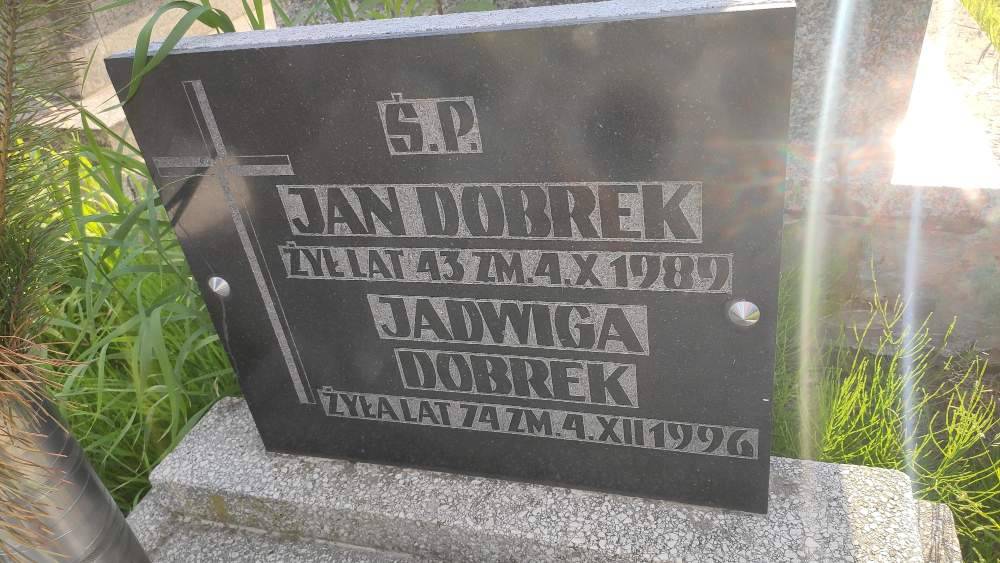 Ś.P.
JAN DOBREK
ŻYŁ LAT 43 ZM.4.X 1989
JADWIGA
DOBREK
ŻYŁA LAT 74 ZM.4.XII 1996